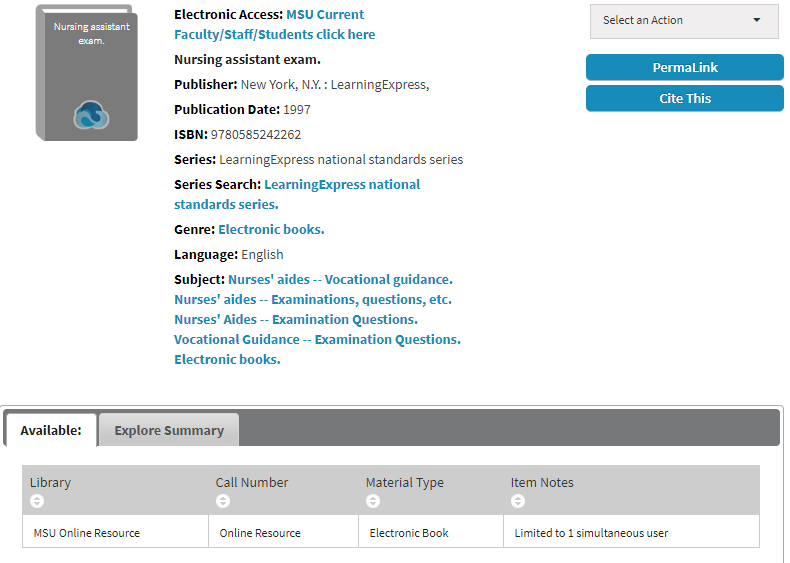 Nursing assistant
exam.
Electronic Access: MSU Current
Faculty/Staff/Students click here
Nursing assistant exam.
Publisher: New York, N.Y. : LearningExpress,
Publication Date: 1997
ISBN: 9780585242262
Series: LearningExpress national standards series
Series Search: LearningExpress national
standards series.
Genre: Electronic books.
Language: English
Subject: Nurses' aides -- Vocational guidance.
Nurses' aides -- Examinations, questions, etc.
Nurses' Aides -- Examination Questions.
Vocational Guidance -- Examination Questions.
Electronic books.
Select an Action
PermaLink
Cite This
Available: Explore Summary
Library Call Number Material Type Item Notes
MSU Online Resource Online Resource Electronic Book Limited to 1 simultaneous user